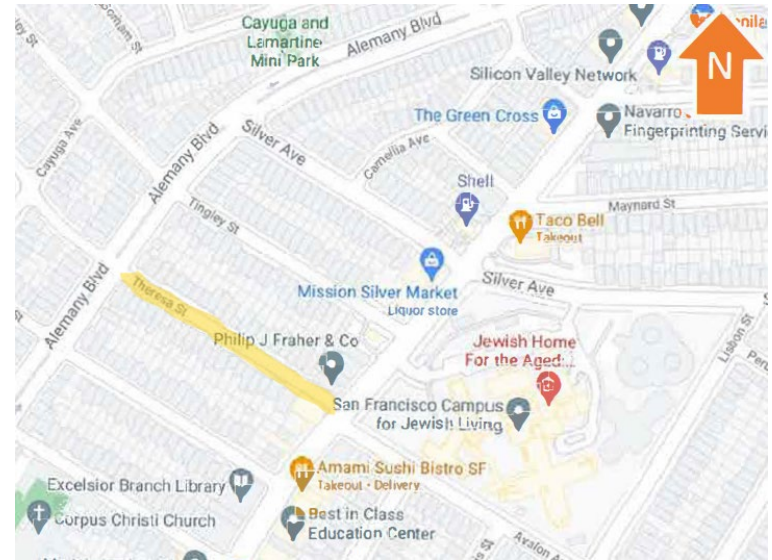 Cayuga and
Lamartine
Mini Park
Alemany Blvd
N
Silicon Valley Network
The Green Cross
Navarro
Fingerprinting Servi
Cayuga Ave
Alemany Blvd
Silver Ave
Camellia Ave
Shell
Maynard St
Tingley St
Taco Bell
Takeout
Mission Silver Market
Liquor store
Silver Ave
Alemany Blvd
Theresa St
Philip J Fraher & Co
Jewish Home
For the Aged...
Lisbon St
San Francisco Campus
for Jewish Living
Amami Sushi Bistro SF
Takeout • Delivery
Excelsior Branch Library
Corpus Christi Church
Best in Class
Education Center
Avalon A